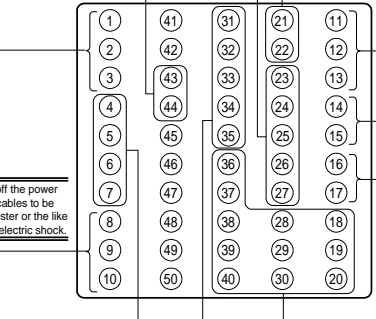 1 41 31 21 11
2 42 32 22 12
3 43 33 23 13
4 44 34 24 14
5 45 35 25 15
6 46 36 26 16
7 47 37 27 17
8 48 38 28 18
9 49 39 29 19
10 50 40 30 20
off the power
cables to be
ster or the like
electric shock.